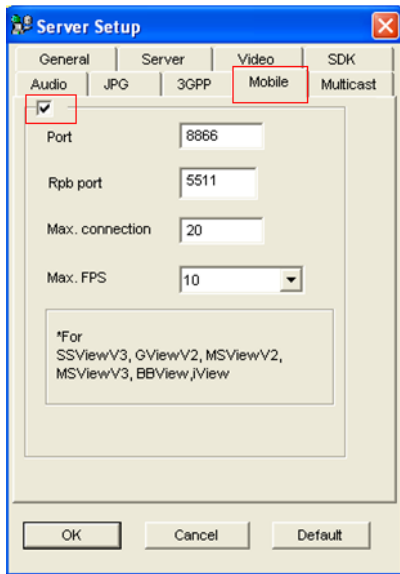 Server Setup
General Server Video SDK
Audio JPG 3GPP Mobile Multicast
Port 8866
Rpb port 5511
Max. connection 20
Max. FPS 10
*For
SSViewV3, GViewV2, MSViewV2,
MSViewV3, BBView,iView
OK Cancel Default